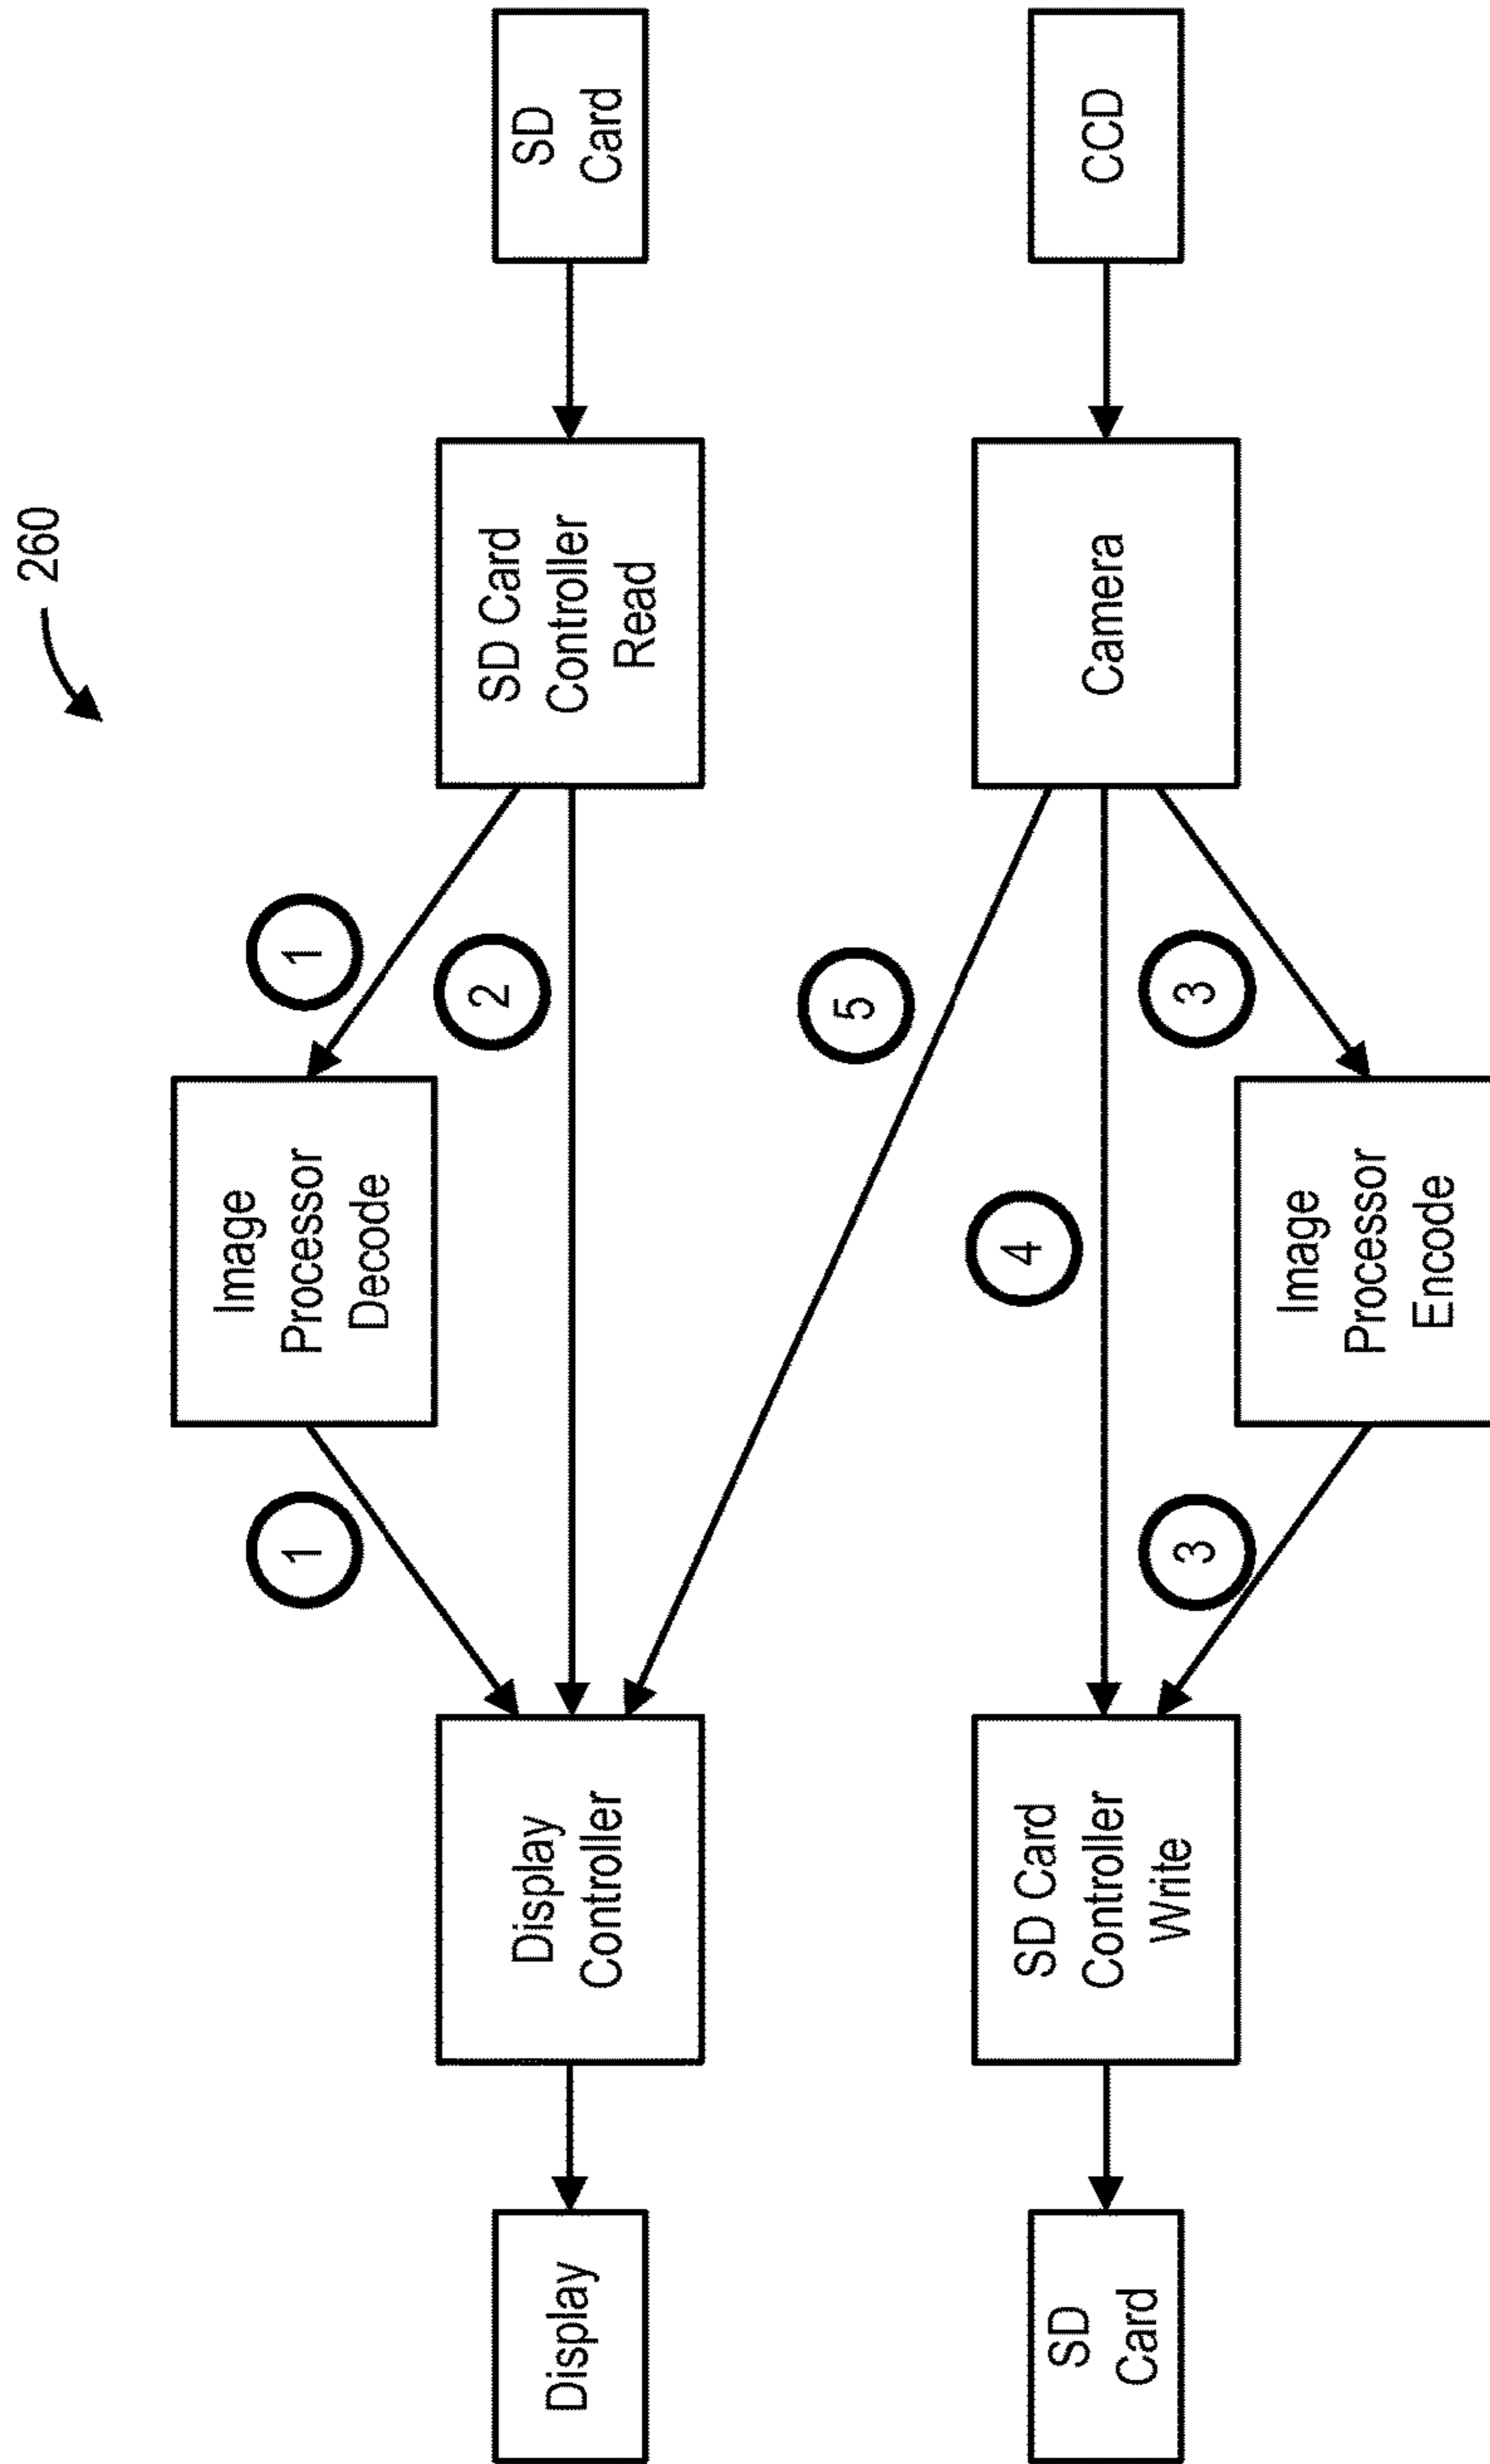 260
Image
Processor
Decode
1
1
Display
Display
Controller
2
SD Card
Controller
Read
SD
Card
5
4
SD
Card
SD Card
Controller
Write
Camera
CCD
3
3
Image
Processor
Encode